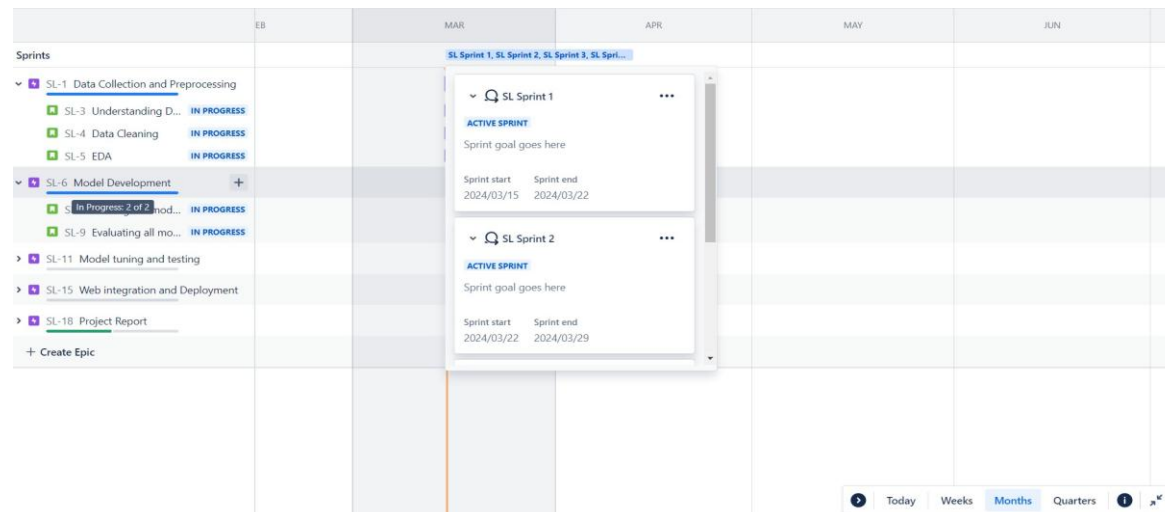 EB MAR APR MAY JUN
Sprints
SL Sprint 1, SL Sprint 2, SL Sprint 3, SL Spri...
SL-1 Data Collection and Preprocessing
SL-3 Understanding D... IN PROGRESS
SL-4 Data Cleaning IN PROGRESS
SL-5 EDA IN PROGRESS
SL-6 Model Development +
In Progress: 2 of 2
mod... IN PROGRESS
SL-9 Evaluating all mo... IN PROGRESS
SL-11 Model tuning and testing
SL-15 Web integration and Deployment
SL-18 Project Report
+ Create Epic
SL Sprint 1 •••
ACTIVE SPRINT
Sprint goal goes here
Sprint start Sprint end
2024/03/15 2024/03/22
SL Sprint 2 •••
ACTIVE SPRINT
Sprint goal goes here
Sprint start Sprint end
2024/03/22 2024/03/29
Today Weeks Months Quarters